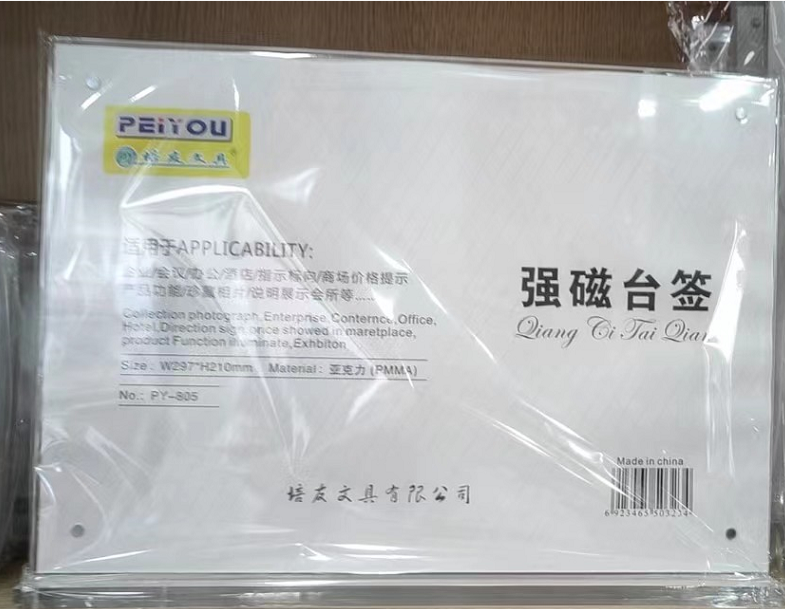 PEIYOU
培友文具®
适用于APPLICABILITY:
企业/会议/办公/酒店/指示标向/商场价格提示
产品功能/珍藏相片/说明展示会所等......
Collection photograph,Enterprise,Conternce,Office,
Hotel,Direction sign,once showed in maretplace,
product Function illuminate,Exhbiton
Size: W297*H210mm Material: 亚克力 (PMMA)
No.: PY-805
强磁台签
Qiang Ci Tai Qian
培友文具有限公司
Made in china
6 923465 505234